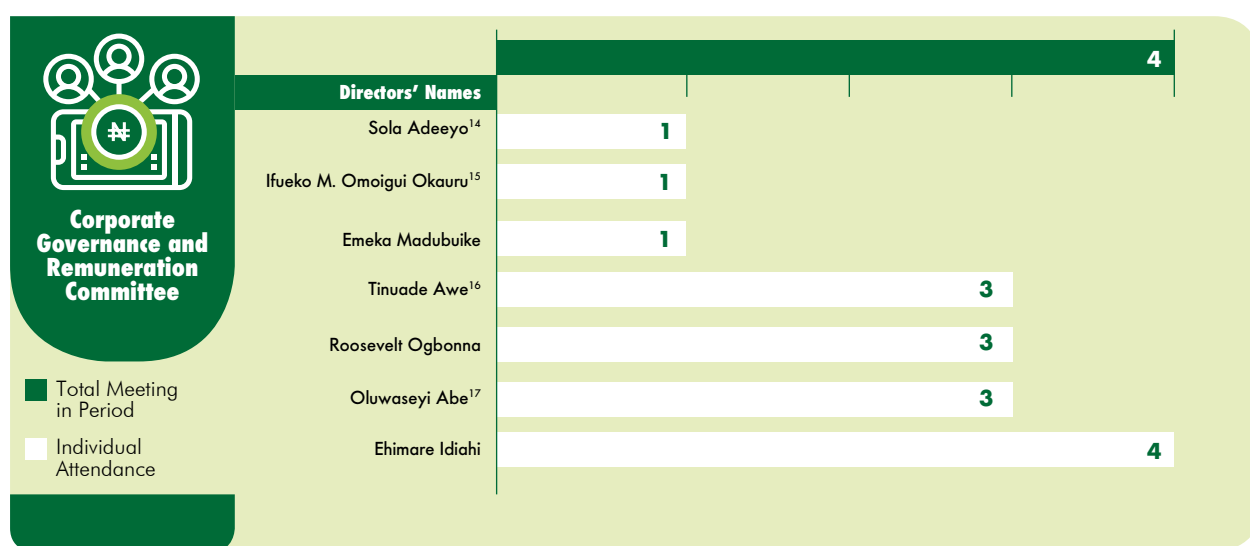 ₦
Corporate
Governance and
Remuneration
Committee
Total Meeting
in Period
Individual
Attendance
4
Directors’ Names
Sola Adeeyo¹⁴ 1
Ifueko M. Omoigui Okauru¹⁵ 1
Emeka Madubuike 1
Tinuade Awe¹⁶ 3
Roosevelt Ogbonna 3
Oluwaseyi Abe¹⁷ 3
Ehimare Idiahi 4